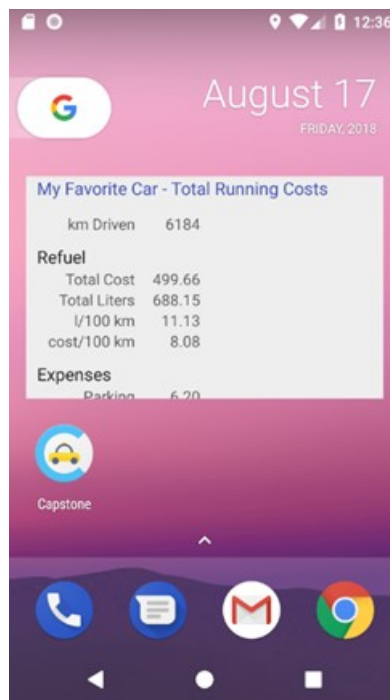 12:36
G
August 17
FRIDAY, 2018
My Favorite Car - Total Running Costs
km Driven 6184
Refuel
Total Cost 499.66
Total Liters 688.15
l/100 km 11.13
cost/100 km 8.08
Expenses
Parking 6.20
Capstone